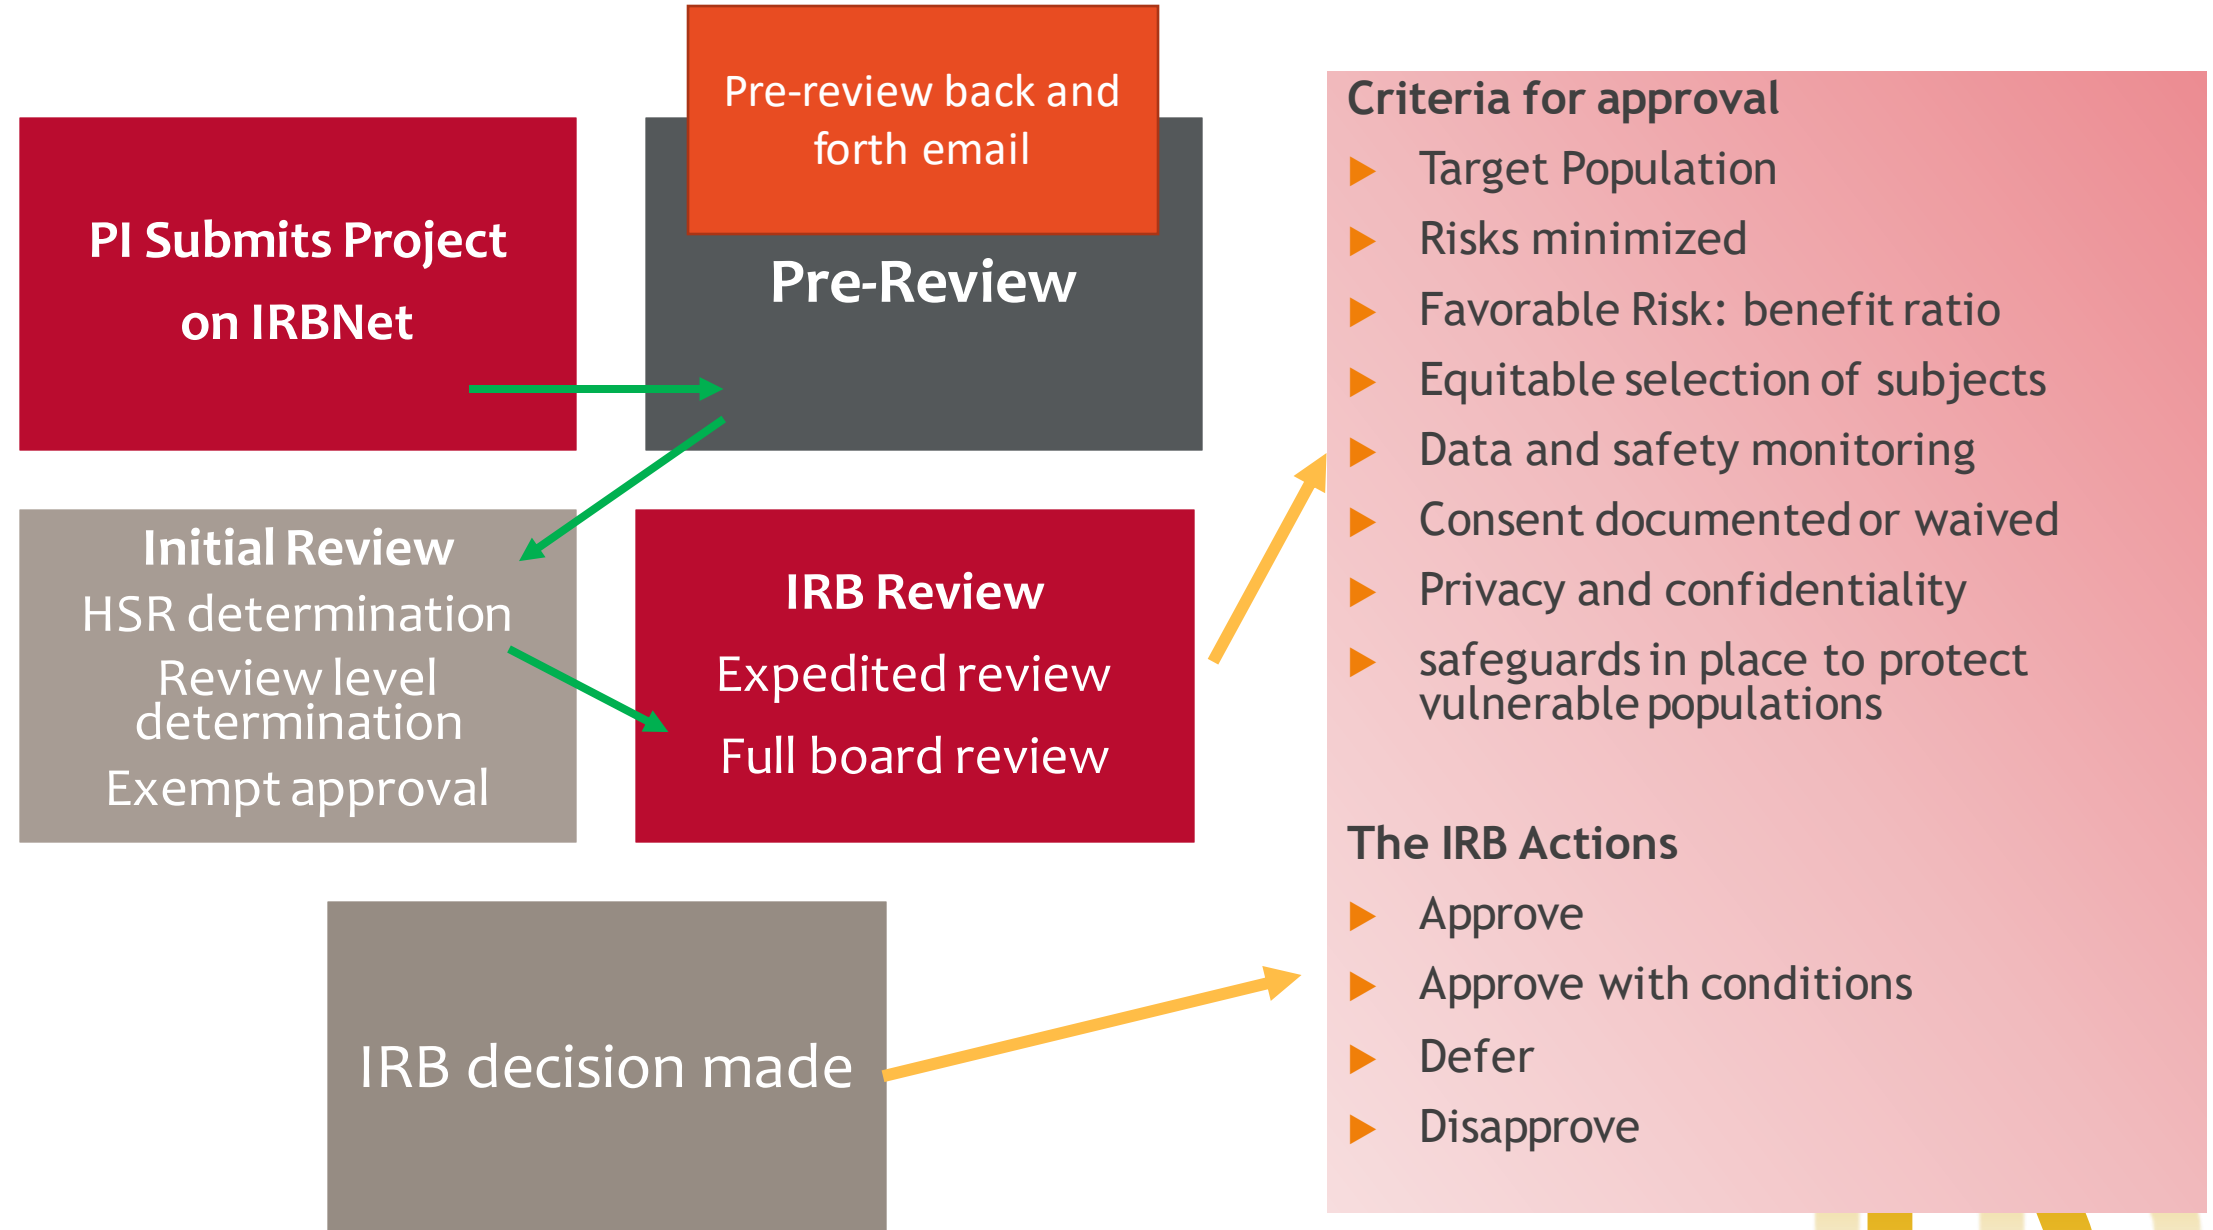 Pre-review back and
forth email
PI Submits Project
on IRBNet
Pre-Review
Initial Review
HSR determination
Review level
determination
Exempt approval
IRB Review
Expedited review
Full board review
IRB decision made
Criteria for approval
Target Population
Risks minimized
Favorable Risk: benefit ratio
Equitable selection of subjects
Data and safety monitoring
Consent documented or waived
Privacy and confidentiality
safeguards in place to protect
vulnerable populations
The IRB Actions
Approve
Approve with conditions
Defer
Disapprove